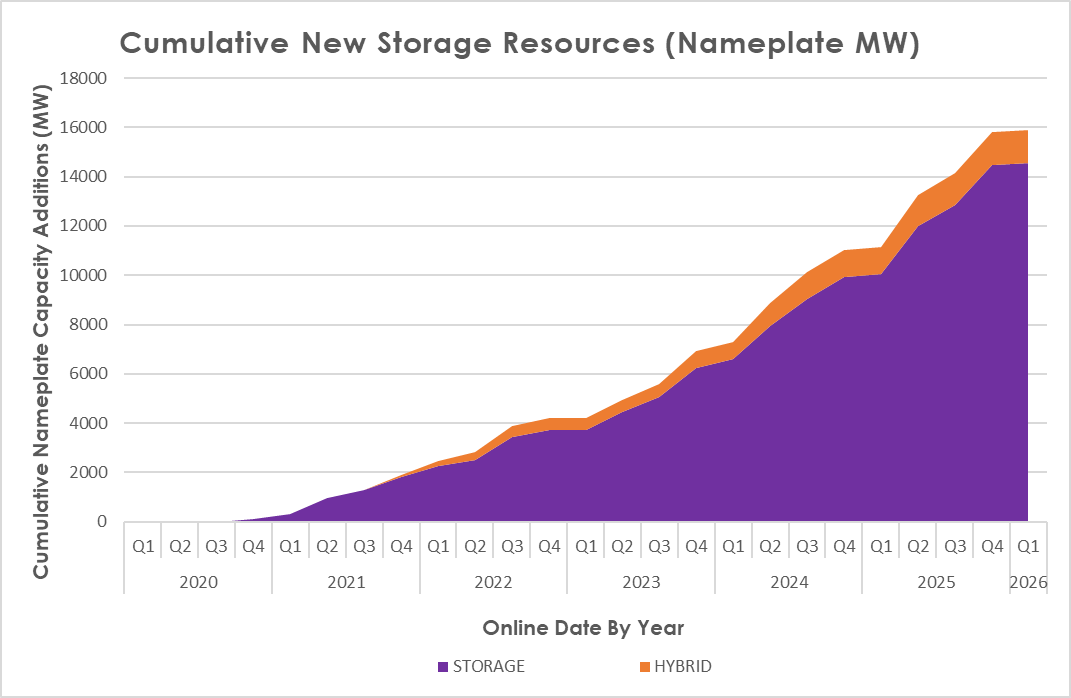 Cumulative New Storage Resources (Nameplate MW)
Cumulative Nameplate Capacity Additions (MW)
18000
16000
14000
12000
10000
8000
6000
4000
2000
0
Q1 Q2 Q3 Q4 Q1 Q2 Q3 Q4 Q1 Q2 Q3 Q4 Q1 Q2 Q3 Q4 Q1 Q2 Q3 Q4 Q1 Q2 Q3 Q4 Q1
2020 2021 2022 2023 2024 2025 2026
Online Date By Year
STORAGE HYBRID